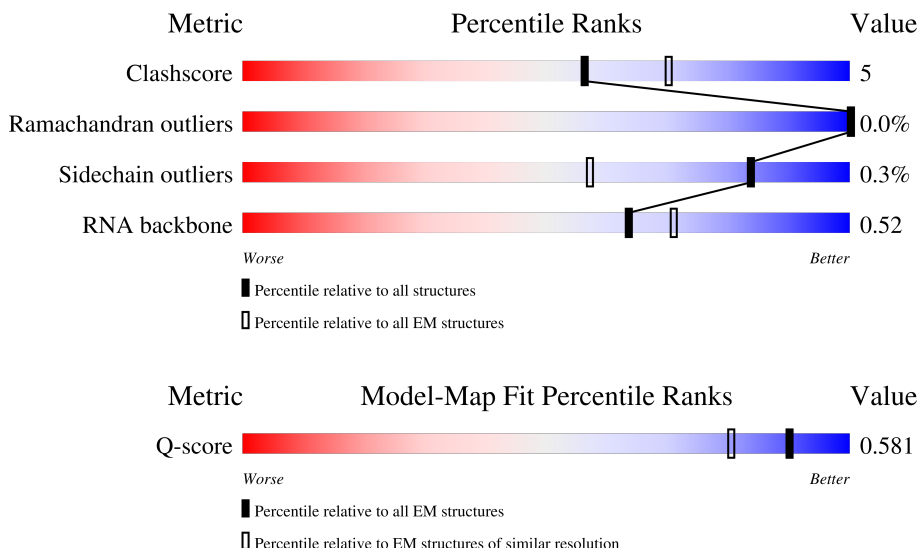 Metric Percentile Ranks Value
Clashscore 5
Ramachandran outliers 0.0%
Sidechain outliers 0.3%
RNA backbone 0.52
Worse Better
Percentile relative to all structures
Percentile relative to all EM structures
Metric Model-Map Fit Percentile Ranks Value
Q-score 0.581
Worse Better
Percentile relative to all EM structures
Percentile relative to EM structures of similar resolution